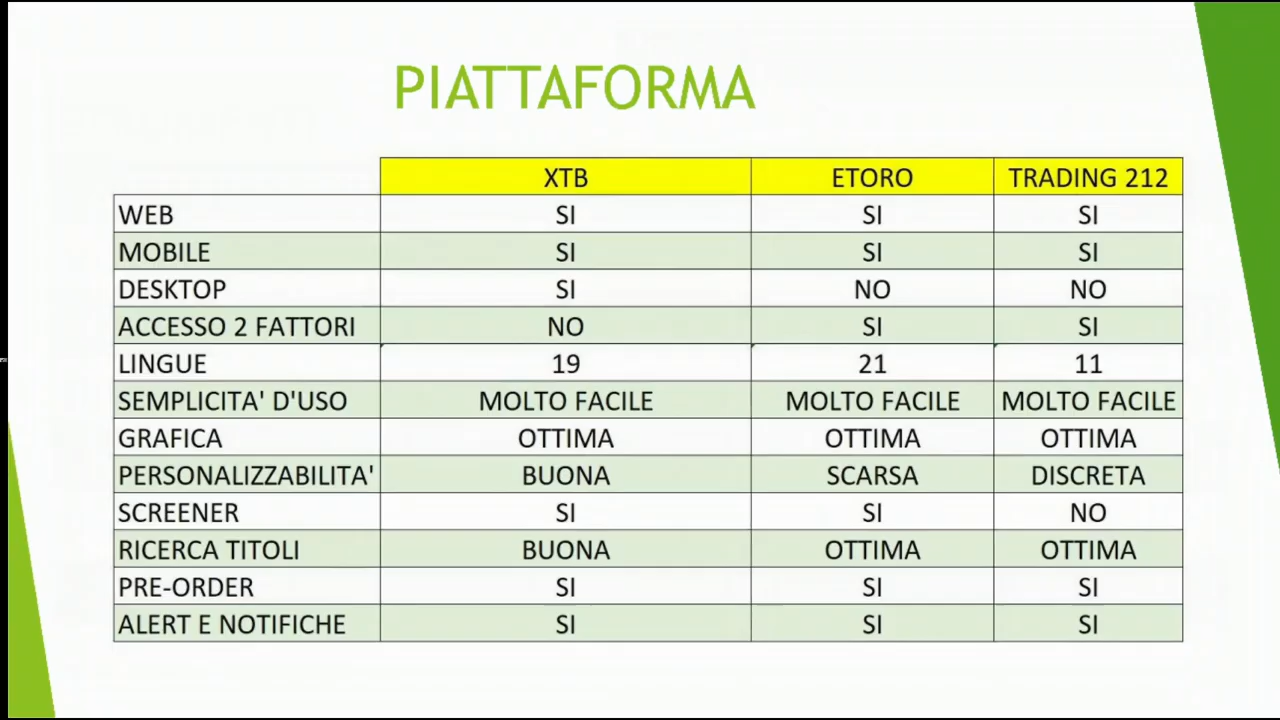 PIATTAFORMA
XTB ETORO TRADING 212
WEB SI SI SI
MOBILE SI SI SI
DESKTOP SI NO NO
ACCESSO 2 FATTORI NO SI SI
LINGUE 19 21 11
SEMPLICITA' D'USO MOLTO FACILE MOLTO FACILE MOLTO FACILE
GRAFICA OTTIMA OTTIMA OTTIMA
PERSONALIZZABILITA' BUONA SCARSA DISCRETA
SCREENER SI SI NO
RICERCA TITOLI BUONA OTTIMA OTTIMA
PRE-ORDER SI SI SI
ALERT E NOTIFICHE SI SI SI